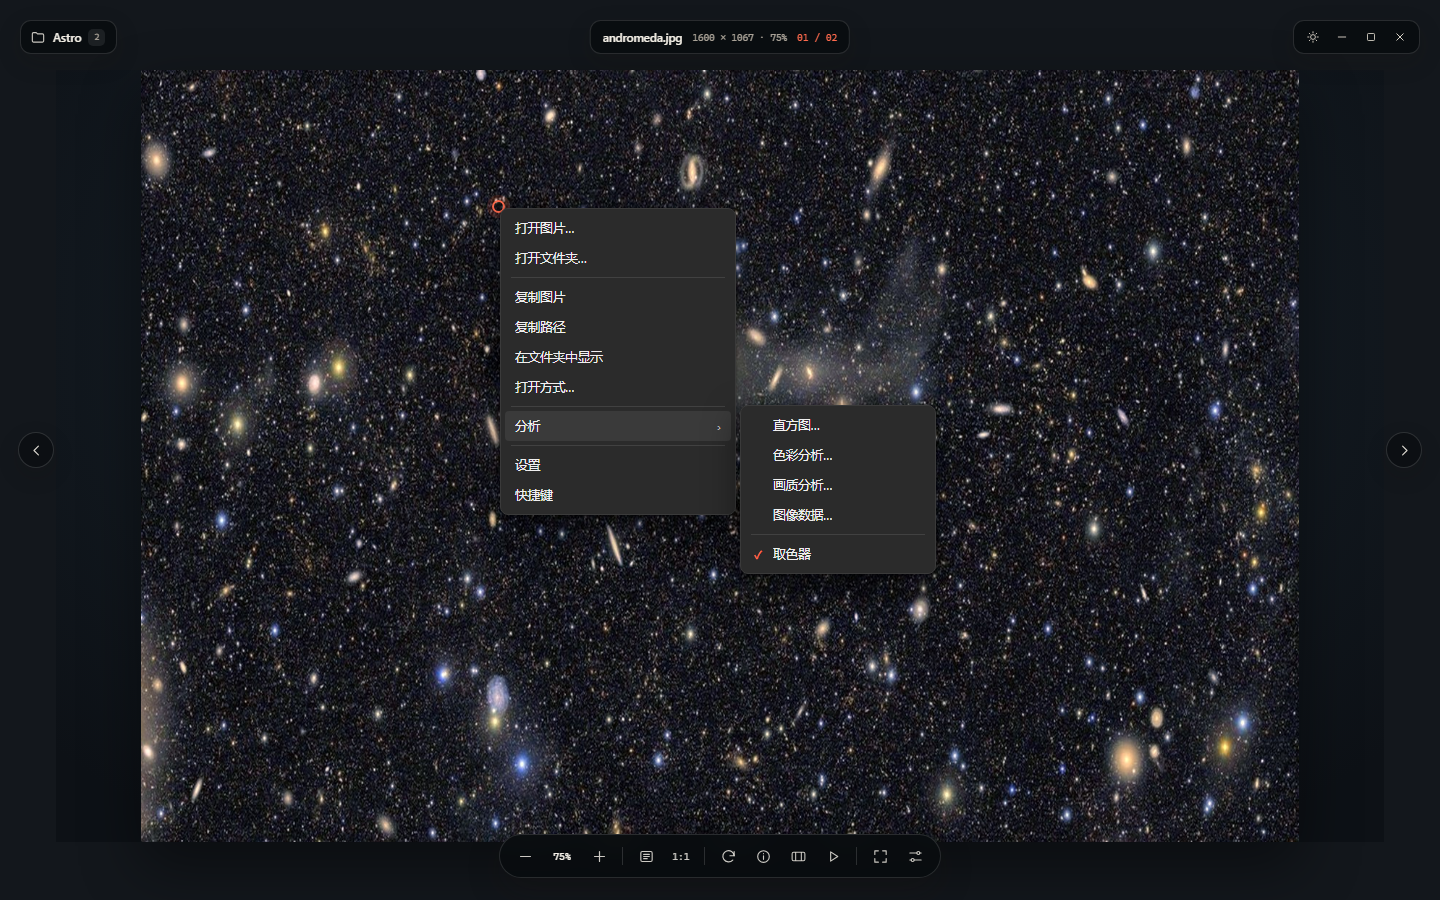 Astro 2
andromeda.jpg 1600 × 1067 · 75% 01 / 02
打开图片...
打开文件夹...
复制图片
复制路径
在文件夹中显示
打开方式...
分析 ›
设置
快捷键
直方图...
色彩分析...
画质分析...
图像数据...
✓ 取色器
75% 1:1